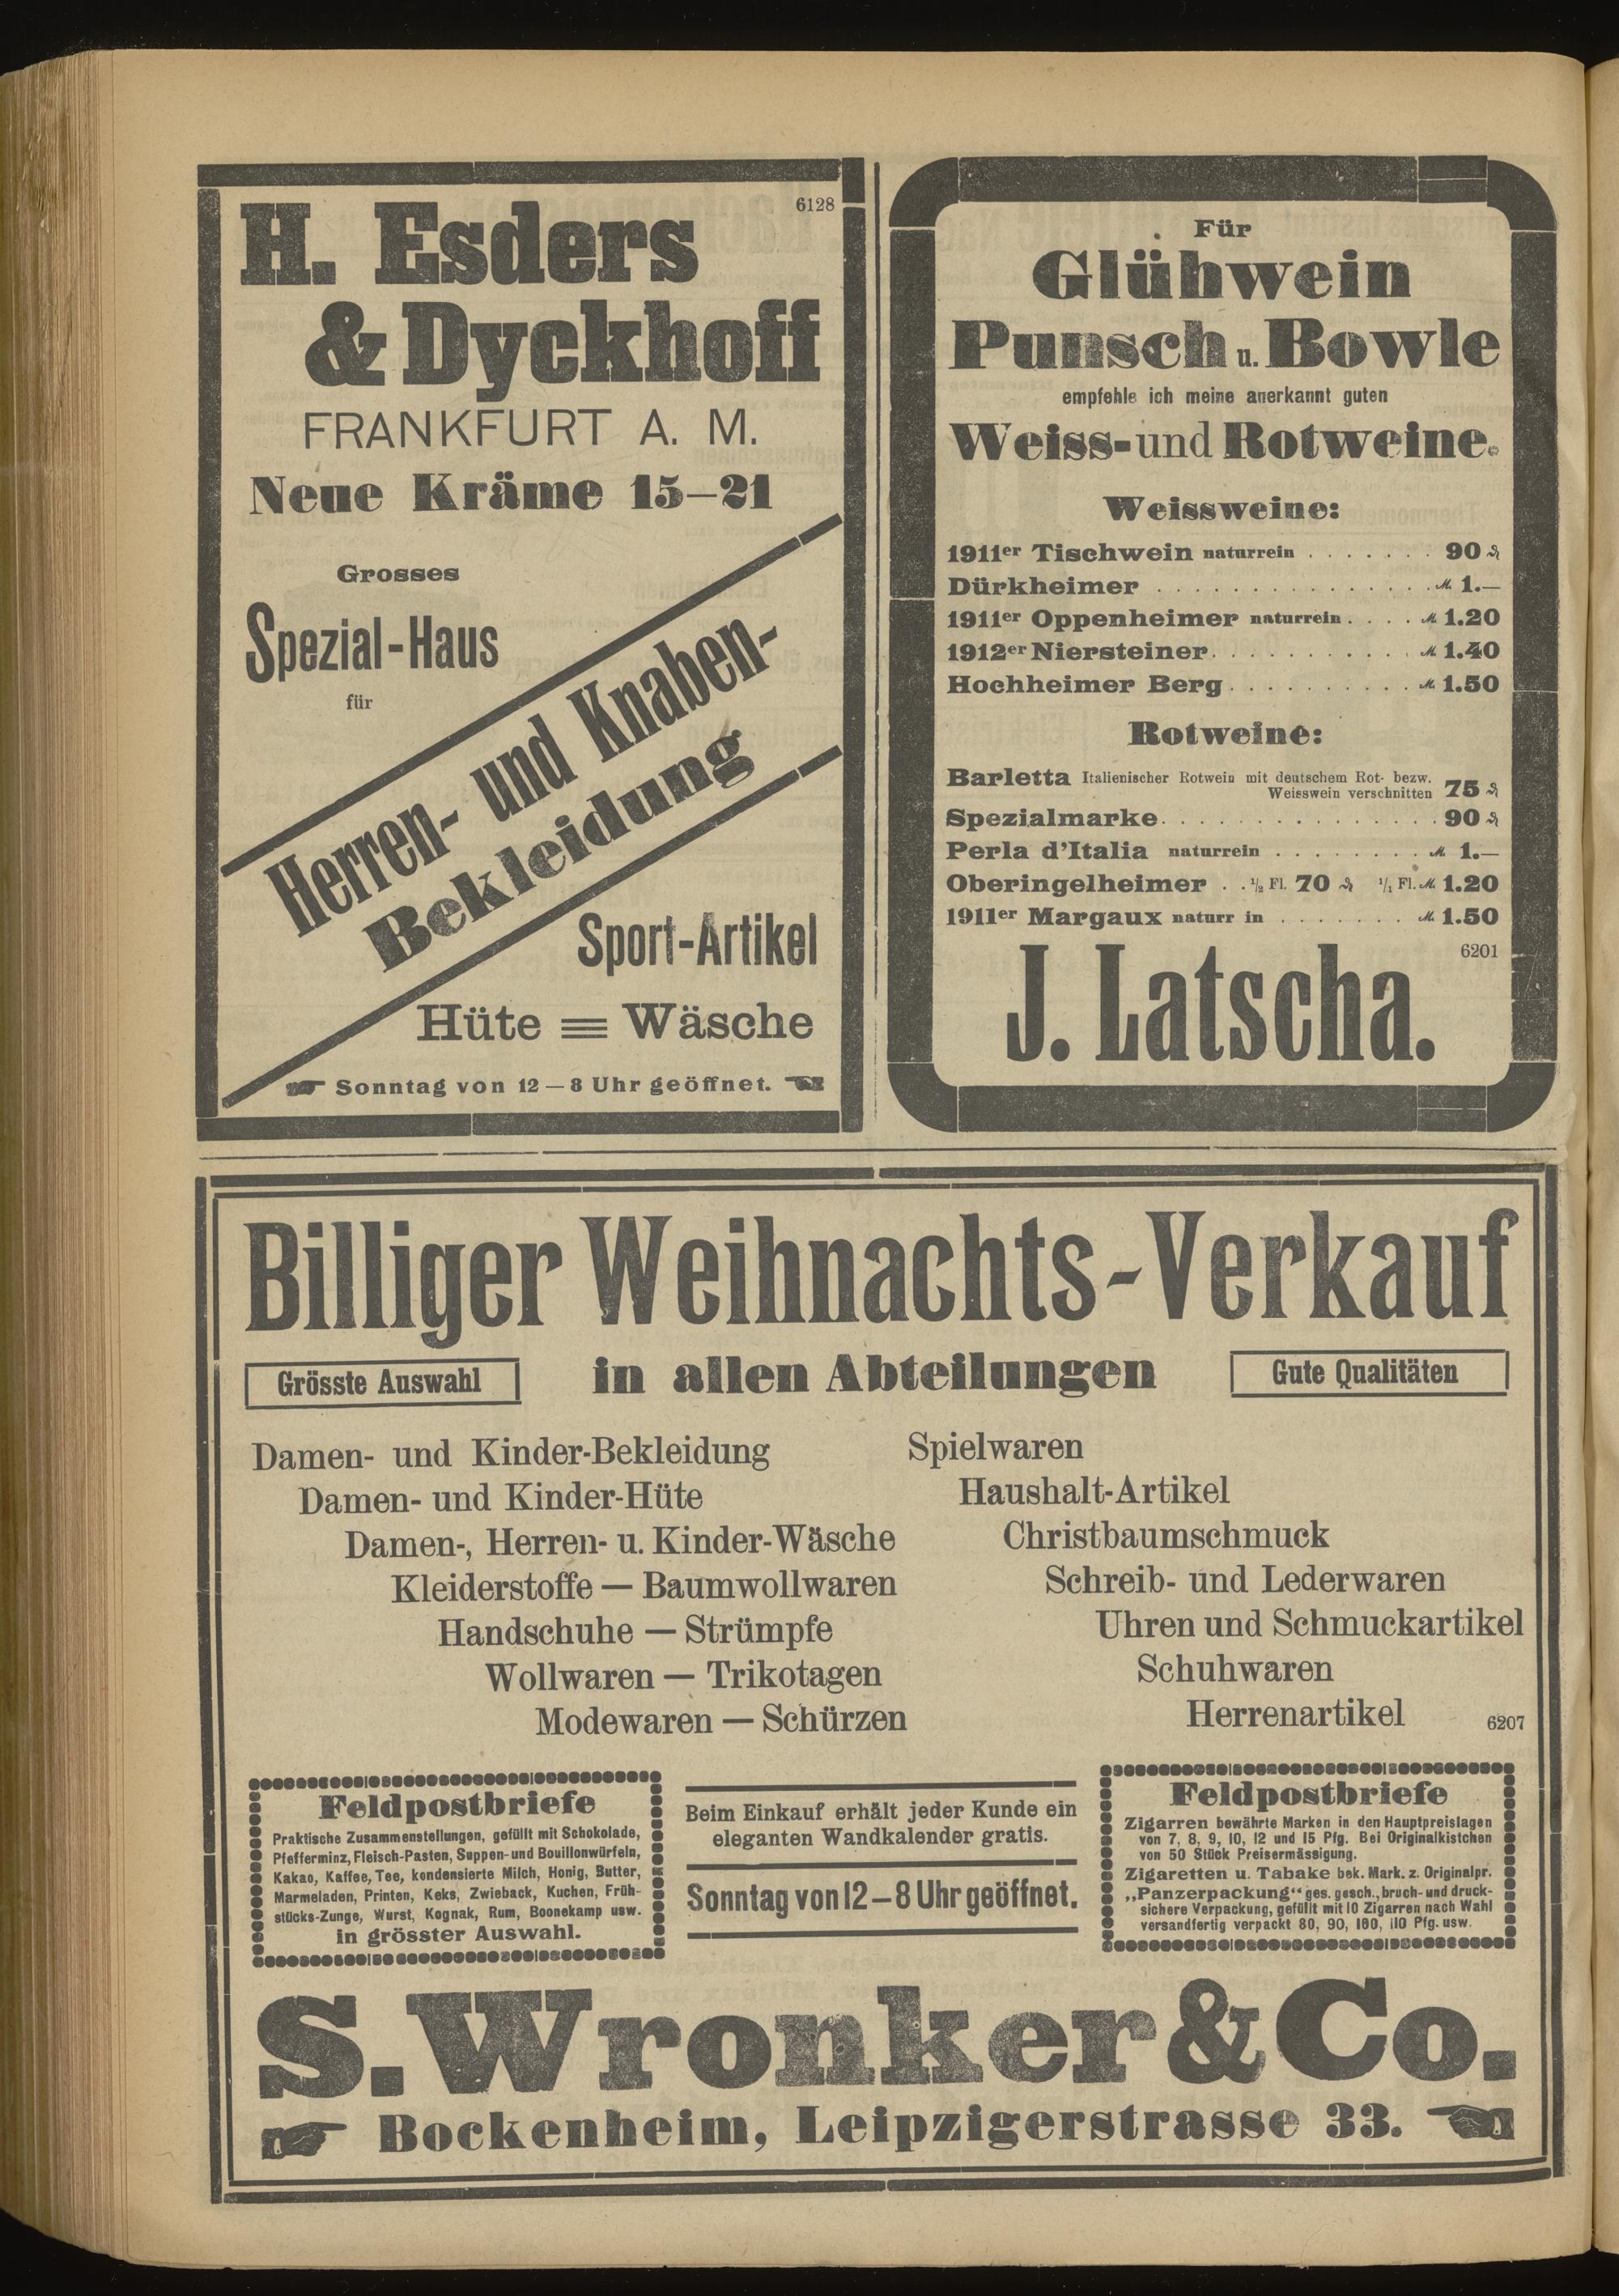 6128
H. Esders
& Dyckhoff
FRANKFURT A. M.
Neue Kräme 15–21
Grosses
Spezial-Haus
für
Herren- und Knaben-
Bekleidung
Sport-Artikel
Hüte Wäsche
Sonntag von 12–8 Uhr geöffnet.
Für
Glühwein
Punsch u. Bowle
empfehle ich meine anerkannt guten
Weiss- und Rotweine.
Weissweine:
1911er Tischwein naturrein . . . . . . . 90 ₰
Dürkheimer . . . . . . . . . . . . . . . ℳ 1.—
1911er Oppenheimer naturrein . . . . ℳ 1.20
1912er Niersteiner . . . . . . . . . . . ℳ 1.40
Hochheimer Berg . . . . . . . . . . ℳ 1.50
Rotweine:
Barletta Italienischer Rotwein mit deutschem Rot- bezw.
Weisswein verschnitten 75 ₰
Spezialmarke . . . . . . . . . . . . . . . 90 ₰
Perla d'Italia naturrein . . . . . . . . ℳ 1.—
Oberingelheimer . . ½ Fl. 70 ₰ 1/1 Fl. ℳ 1.20
1911er Margaux naturr in . . . . . . . ℳ 1.50
6201
J. Latscha.
Billiger Weihnachts-Verkauf
Grösste Auswahl
in allen Abteilungen
Gute Qualitäten
Damen- und Kinder-Bekleidung
Damen- und Kinder-Hüte
Damen-, Herren- u. Kinder-Wäsche
Kleiderstoffe — Baumwollwaren
Handschuhe — Strümpfe
Wollwaren — Trikotagen
Modewaren — Schürzen
Spielwaren
Haushalt-Artikel
Christbaumschmuck
Schreib- und Lederwaren
Uhren und Schmuckartikel
Schuhwaren
Herrenartikel
6207
Feldpostbriefe
Praktische Zusammenstellungen, gefüllt mit Schokolade,
Pfefferminz, Fleisch-Pasten, Suppen- und Bouillonwürfeln,
Kakao, Kaffee, Tee, kondensierte Milch, Honig, Butter,
Marmeladen, Printen, Keks, Zwieback, Kuchen, Früh-
stücks-Zunge, Wurst, Kognak, Rum, Boonekamp usw.
in grösster Auswahl.
Beim Einkauf erhält jeder Kunde ein
eleganten Wandkalender gratis.
Sonntag von 12–8 Uhr geöffnet.
Feldpostbriefe
Zigarren bewährte Marken in den Hauptpreislagen
von 7, 8, 9, 10, 12 und 15 Pfg. Bei Originalkistchen
von 50 Stück Preisermässigung.
Zigaretten u. Tabake bek. Mark. z. Originalpr.
„Panzerpackung“ ges. gesch., bruch- und druck-
sichere Verpackung, gefüllt mit 10 Zigarren nach Wahl
versandfertig verpackt 80, 90, 100, 110 Pfg. usw.
S. Wronker & Co.
Bockenheim, Leipzigerstrasse 33.